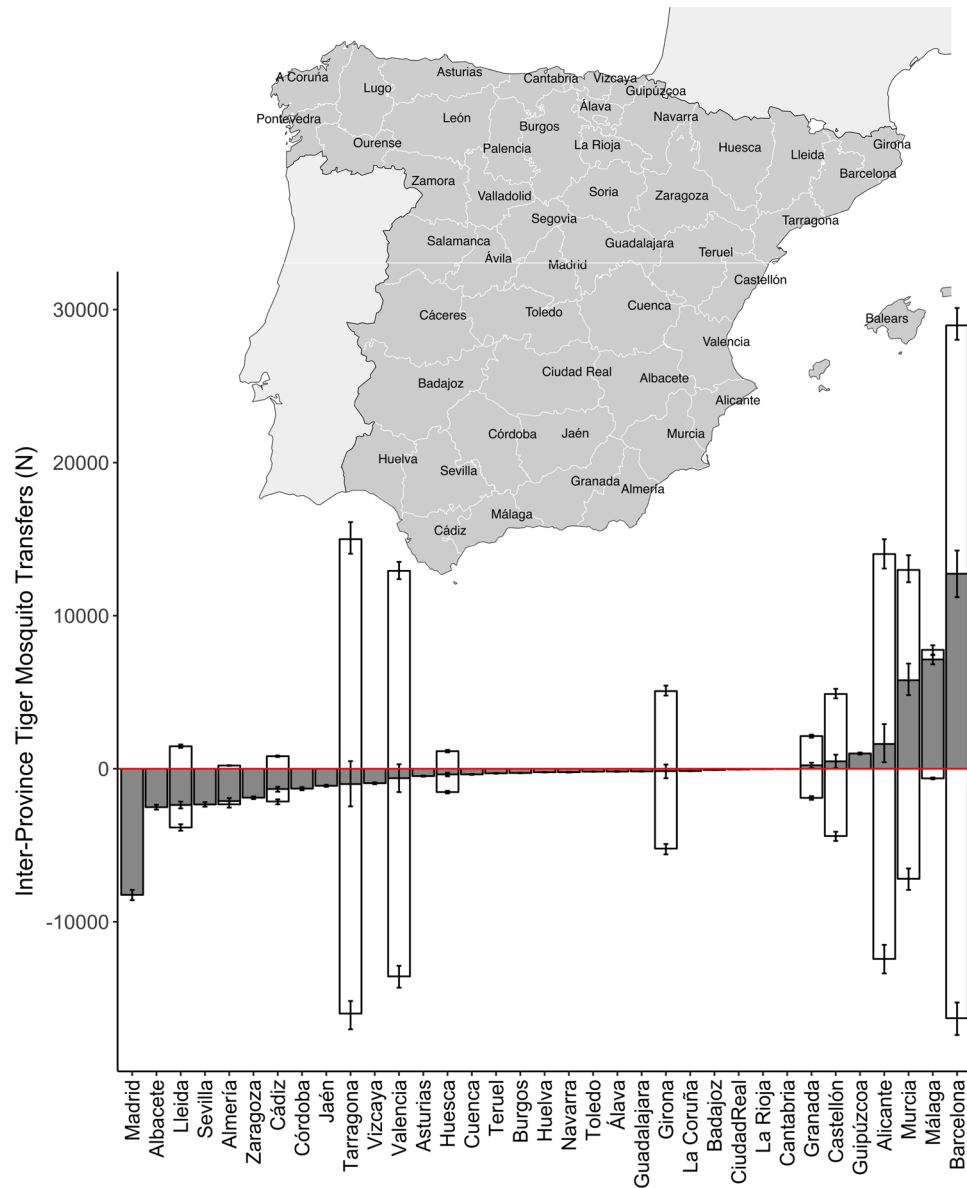 A Coruña
Lugo
Asturias
Cantabria
Vizcaya
Guipúzcoa
Álava
Pontevedra
Ourense
León
Palencia
Burgos
La Rioja
Navarra
Huesca
Lleida
Girona
Barcelona
Zamora
Valladolid
Soria
Zaragoza
Tarragona
Segovia
Salamanca
Ávila
Madrid
Guadalajara
Teruel
Castellón
Cáceres
Toledo
Cuenca
Balears
Valencia
Badajoz
Ciudad Real
Albacete
Alicante
Huelva
Sevilla
Córdoba
Jaén
Murcia
Granada
Almería
Málaga
Cádiz
Inter-Province Tiger Mosquito Transfers (N)
30000
20000
10000
0
-10000
Madrid
Albacete
Lleida
Sevilla
Almería
Zaragoza
Cádiz
Córdoba
Jaén
Tarragona
Vizcaya
Valencia
Asturias
Huesca
Cuenca
Teruel
Burgos
Huelva
Navarra
Toledo
Álava
Guadalajara
Girona
La Coruña
Badajoz
CiudadReal
La Rioja
Cantabria
Granada
Castellón
Guipúzcoa
Alicante
Murcia
Málaga
Barcelona